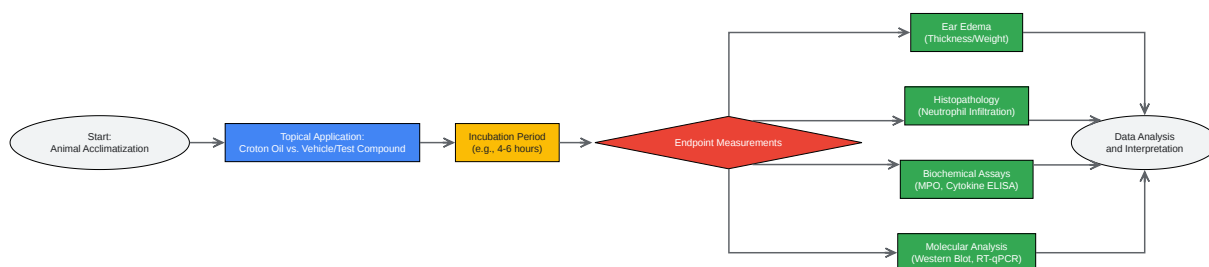 Start:
Animal Acclimatization
Topical Application:
Croton Oil vs. Vehicle/Test Compound
Incubation Period
(e.g., 4-6 hours)
Endpoint Measurements
Ear Edema
(Thickness/Weight)
Histopathology
(Neutrophil Infiltration)
Biochemical Assays
(MPO, Cytokine ELISA)
Molecular Analysis
(Western Blot, RT-qPCR)
Data Analysis
and Interpretation